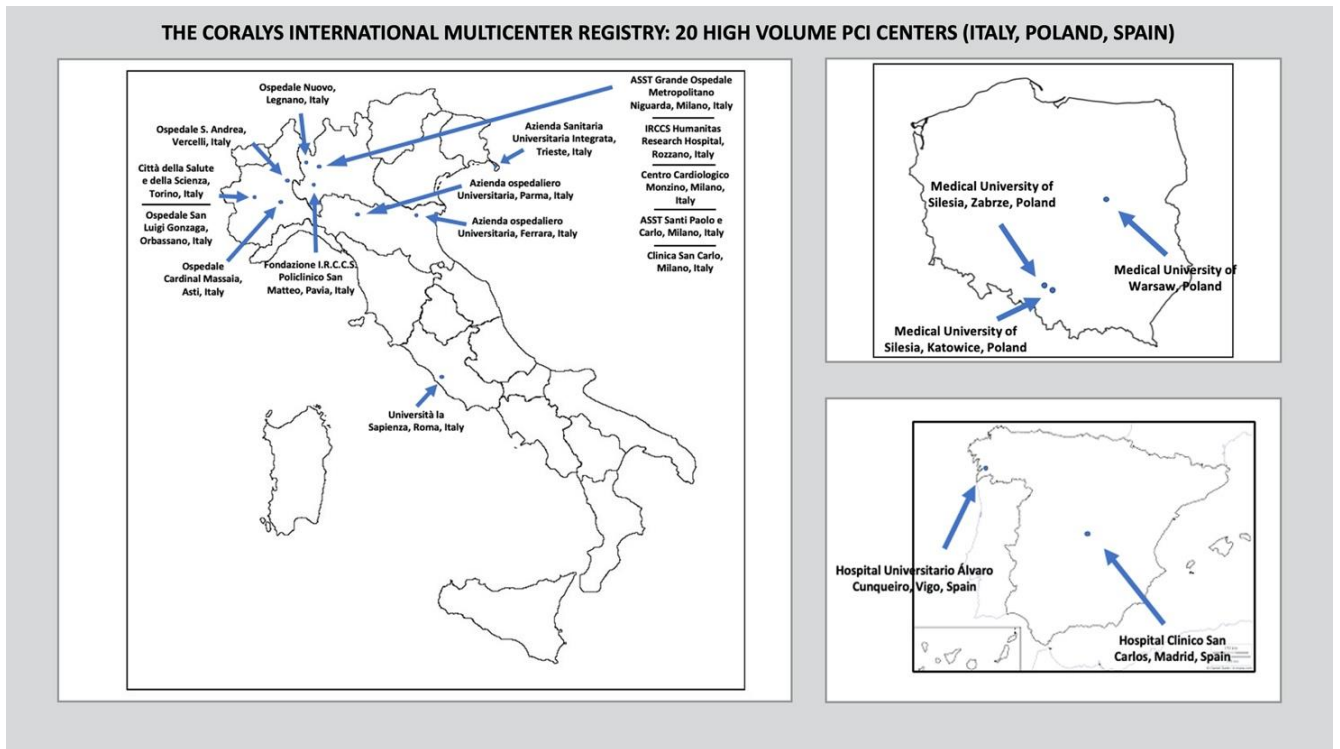 THE CORALYS INTERNATIONAL MULTICENTER REGISTRY: 20 HIGH VOLUME PCI CENTERS (ITALY, POLAND, SPAIN)
Ospedale Nuovo,
Legnano, Italy
Ospedale S. Andrea,
Vercelli, Italy
Città della Salute
e della Scienza,
Torino, Italy
Ospedale San
Luigi Gonzaga,
Orbassano, Italy
Ospedale
Cardinal Massaia,
Asti, Italy
Fondazione I.R.C.C.S.
Policlinico San
Matteo, Pavia, Italy
Azienda Sanitaria
Universitaria Integrata,
Trieste, Italy
Azienda ospedaliero
Universitaria, Parma, Italy
Azienda ospedaliero
Universitaria, Ferrara, Italy
ASST Grande Ospedale
Metropolitano
Niguarda, Milano, Italy
IRCCS Humanitas
Research Hospital,
Rozzano, Italy
Centro Cardiologico
Monzino, Milano,
Italy
ASST Santi Paolo e
Carlo, Milano, Italy
Clinica San Carlo,
Milano, Italy
Università la
Sapienza, Roma, Italy
Medical University of
Silesia, Zabrze, Poland
Medical University of
Warsaw, Poland
Medical University of
Silesia, Katowice, Poland
Hospital Universitario Álvaro
Cunqueiro, Vigo, Spain
Hospital Clinico San
Carlos, Madrid, Spain